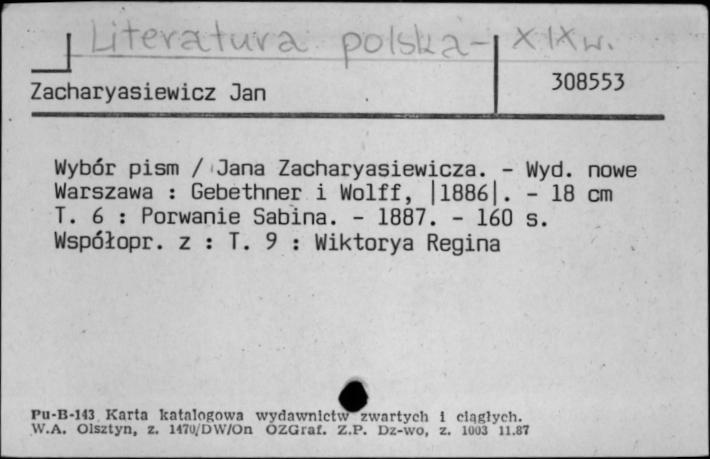 Literatura polska - XIX w.
308553
Zacharyasiewicz Jan
Wybór pism / Jana Zacharyasiewicza. - Wyd. nowe
Warszawa : Gebethner i Wolff, |1886|. - 18 cm
T. 6 : Porwanie Sabina. - 1887. - 160 s.
Współopr. z : T. 9 : Wiktorya Regina
Pu-B-143 Karta katalogowa wydawnictw zwartych i ciągłych.
W.A. Olsztyn, z. 1470/DW/On OZGraf. Z.P. Dz-wo, z. 1003 11.87